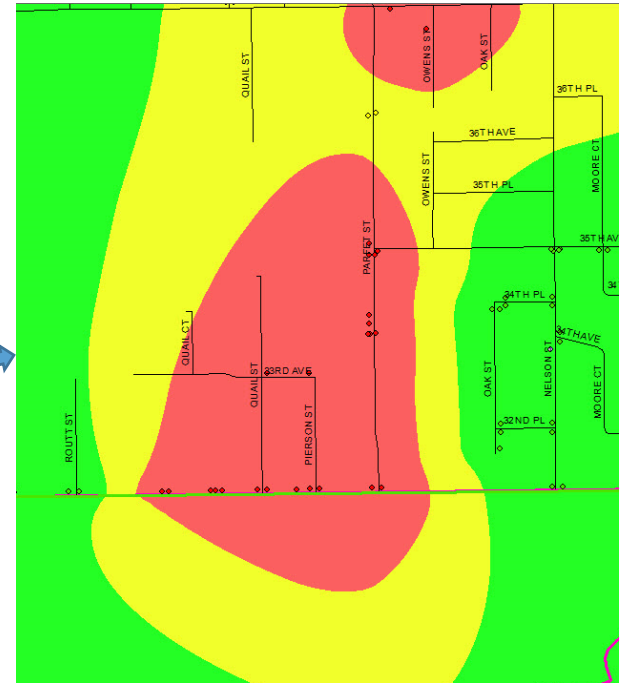 QUAIL ST
OWENS ST
OAK ST
36TH PL
36TH AVE
MOORE CT
OWENS ST
35TH PL
PARFET ST
35TH AVE
34
34TH PL
34TH AVE
QUAIL CT
QUAIL ST
33RD AVE
OAK ST
NELSON ST
MOORE CT
ROUTT ST
PIERSON ST
32ND PL